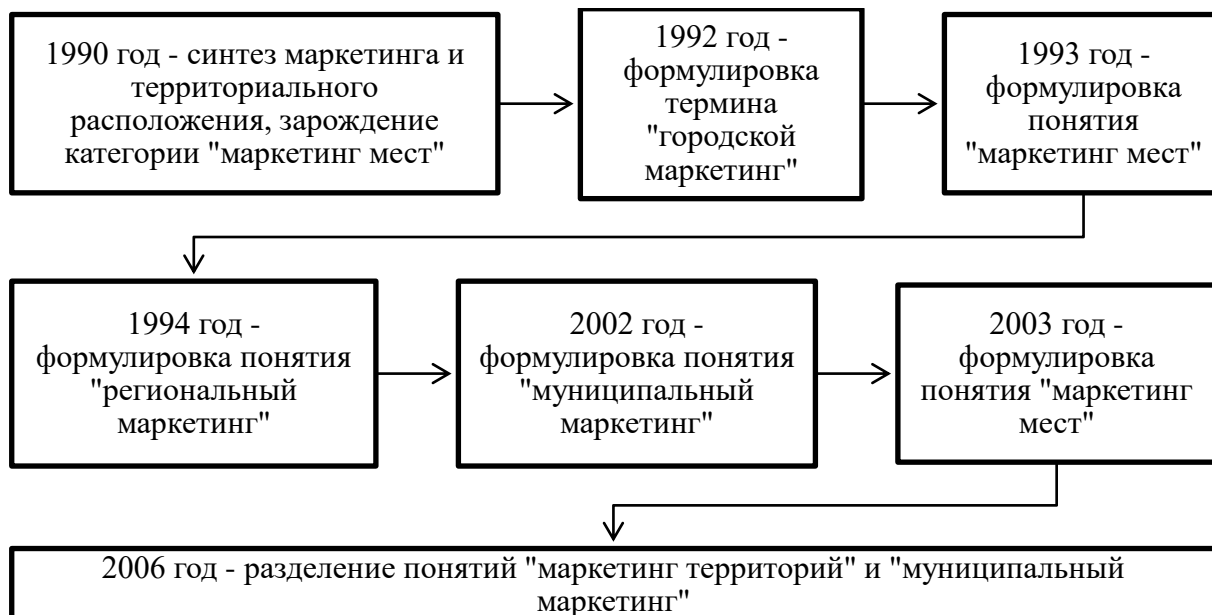 1990 год - синтез маркетинга и
территориального
расположения, зарождение
категории "маркетинг мест"
1992 год -
формулировка
термина
"городской
маркетинг"
1993 год -
формулировка
понятия
"маркетинг мест"
1994 год -
формулировка понятия
"региональный
маркетинг"
2002 год -
формулировка понятия
"муниципальный
маркетинг"
2003 год -
формулировка
понятия "маркетинг
мест"
2006 год - разделение понятий "маркетинг территорий" и "муниципальный
маркетинг"